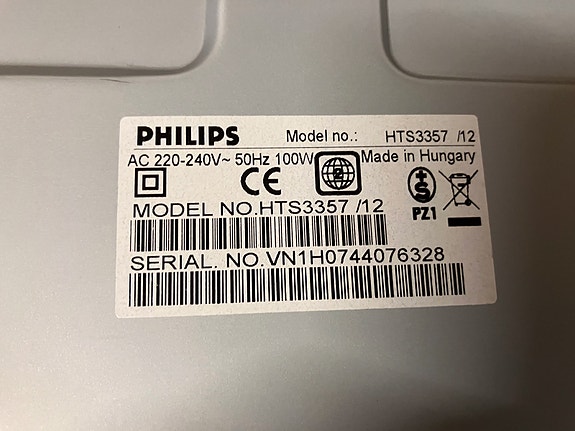 PHILIPS Model no.: HTS3357 /12
AC 220-240V~ 50Hz 100W Made in Hungary
CE 2 +S
PZ1
MODEL NO.HTS3357 /12
SERIAL. NO.VN1H0744076328